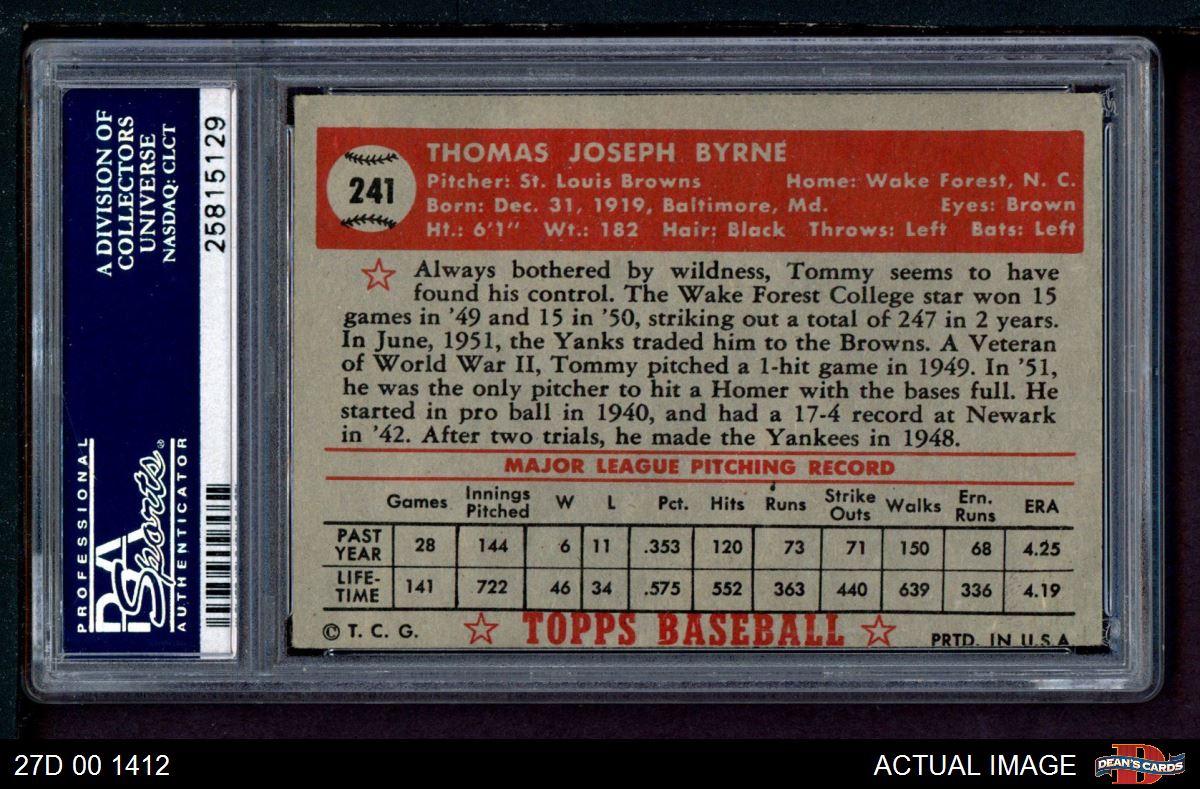 A DIVISION OF
COLLECTORS
UNIVERSE
NASDAQ: CLCT
25815129
PROFESSIONAL
PSA
Sports®
AUTHENTICATOR
241
THOMAS JOSEPH BYRNE
Pitcher: St. Louis Browns Home: Wake Forest, N. C.
Born: Dec. 31, 1919, Baltimore, Md. Eyes: Brown
Ht.: 6'1" Wt.: 182 Hair: Black Throws: Left Bats: Left
Always bothered by wildness, Tommy seems to have
found his control. The Wake Forest College star won 15
games in '49 and 15 in '50, striking out a total of 247 in 2 years.
In June, 1951, the Yanks traded him to the Browns. A Veteran
of World War II, Tommy pitched a 1-hit game in 1949. In '51,
he was the only pitcher to hit a Homer with the bases full. He
started in pro ball in 1940, and had a 17-4 record at Newark
in '42. After two trials, he made the Yankees in 1948.
MAJOR LEAGUE PITCHING RECORD
Games Innings Pitched W L Pct. Hits Runs Strike Outs Walks Ern. Runs ERA
PAST YEAR 28 144 6 11 .353 120 73 71 150 68 4.25
LIFE-TIME 141 722 46 34 .575 552 363 440 639 336 4.19
© T. C. G. TOPPS BASEBALL PRTD. IN U.S.A
27D 00 1412
ACTUAL IMAGE
D
DEAN'S CARDS